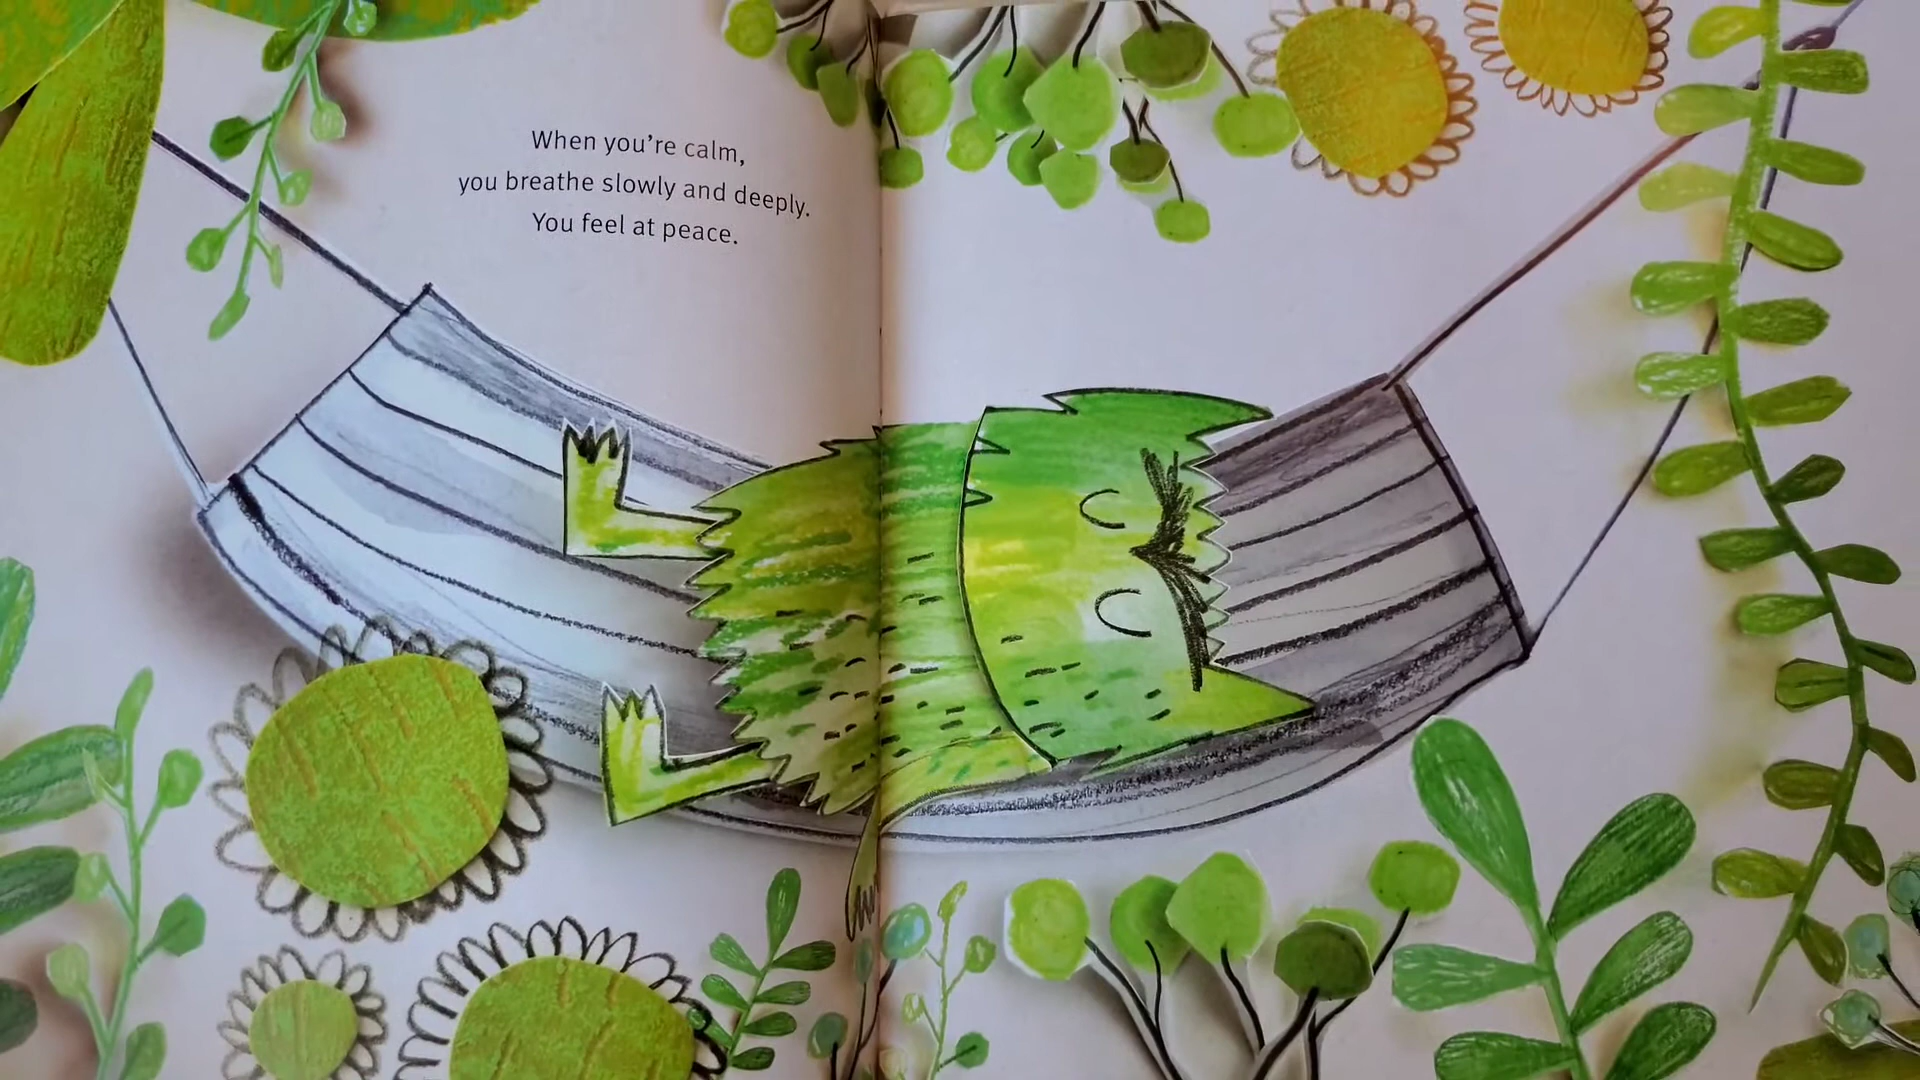 When you’re calm,
you breathe slowly and deeply.
You feel at peace.